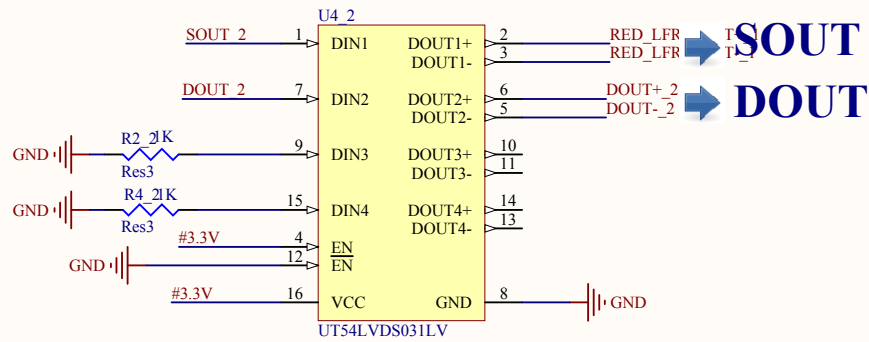 U4_2
SOUT_2 1 DIN1 DOUT1+ 2 RED_LFR SOUT
DOUT1- 3 RED_LFR
DOUT_2 7 DIN2 DOUT2+ 6 DOUT+_2 DOUT
DOUT2- 5 DOUT-_2
GND R2_2 1K Res3 9 DIN3 DOUT3+ 10
DOUT3- 11
GND R4_2 1K Res3 15 DIN4 DOUT4+ 14
DOUT4- 13
#3.3V 4 EN
GND 12 EN
#3.3V 16 VCC GND 8 GND
UT54LVDS031LV